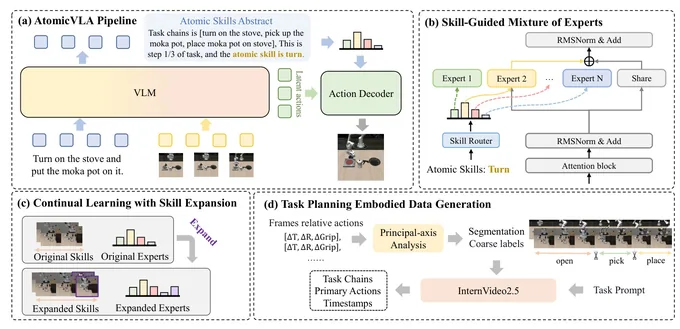 (a) AtomicVLA Pipeline
Atomic Skills Abstract
Task chains is [turn on the stove, pick up the
moka pot, place moka pot on stove], This is
step 1/3 of task, and the atomic skill is turn.
VLM
Latent actions
Action Decoder
Turn on the stove and
put the moka pot on it.
(b) Skill-Guided Mixture of Experts
RMSNorm & Add
Expert 1
Expert 2
...
Expert N
Share
Skill Router
RMSNorm & Add
Atomic Skills: Turn
Attention block
(c) Continual Learning with Skill Expansion
Original Skills
Original Experts
Expand
Expanded Skills
Expanded Experts
(d) Task Planning Embodied Data Generation
Frames relative actions
[ΔT, ΔR, ΔGrip],
[ΔT, ΔR, ΔGrip],
......
Principal-axis
Analysis
Segmentation
Coarse labels
open
pick
place
Task Chains
Primary Actions
Timestamps
InternVideo2.5
Task Prompt